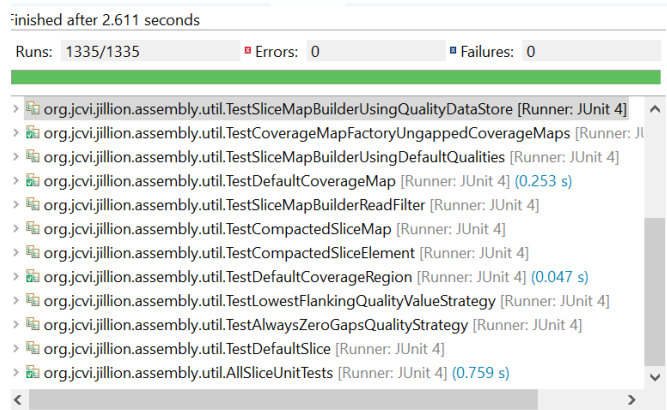 Finished after 2.611 seconds
Runs: 1335/1335 Errors: 0 Failures: 0
org.jcvi.jillion.assembly.util.TestSliceMapBuilderUsingQualityDataStore [Runner: JUnit 4]
org.jcvi.jillion.assembly.util.TestCoverageMapFactoryUngappedCoverageMaps [Runner: JU
org.jcvi.jillion.assembly.util.TestSliceMapBuilderUsingDefaultQualities [Runner: JUnit 4]
org.jcvi.jillion.assembly.util.TestDefaultCoverageMap [Runner: JUnit 4] (0.253 s)
org.jcvi.jillion.assembly.util.TestSliceMapBuilderReadFilter [Runner: JUnit 4]
org.jcvi.jillion.assembly.util.TestCompactedSliceMap [Runner: JUnit 4]
org.jcvi.jillion.assembly.util.TestCompactedSliceElement [Runner: JUnit 4]
org.jcvi.jillion.assembly.util.TestDefaultCoverageRegion [Runner: JUnit 4] (0.047 s)
org.jcvi.jillion.assembly.util.TestLowestFlankingQualityValueStrategy [Runner: JUnit 4]
org.jcvi.jillion.assembly.util.TestAlwaysZeroGapsQualityStrategy [Runner: JUnit 4]
org.jcvi.jillion.assembly.util.TestDefaultSlice [Runner: JUnit 4]
org.jcvi.jillion.assembly.util.AllSliceUnitTests [Runner: JUnit 4] (0.759 s)